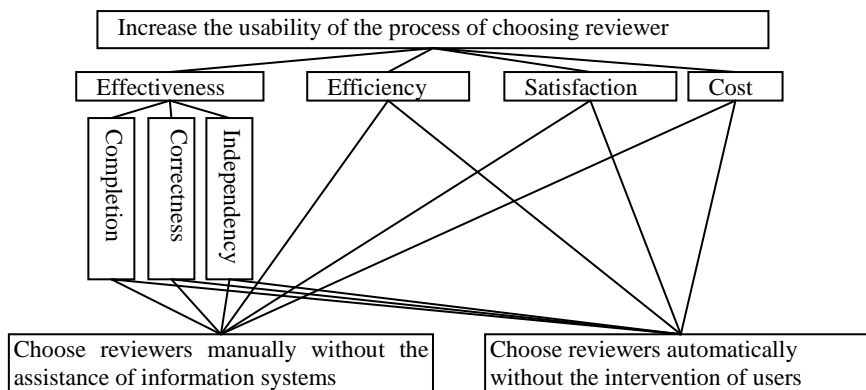 Increase the usability of the process of choosing reviewer
Effectiveness
Efficiency
Satisfaction
Cost
Completion
Correctness
Independency
Choose reviewers manually without the
assistance of information systems
Choose reviewers automatically
without the intervention of users